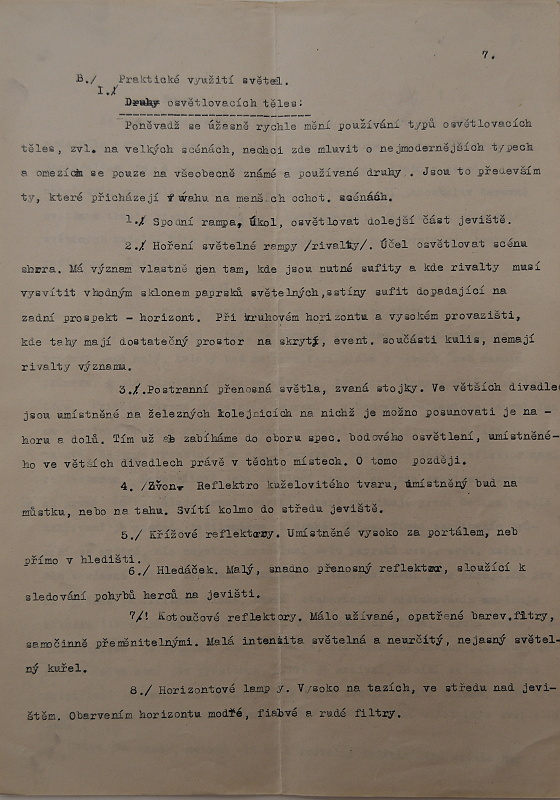 7.
B./ Praktické využití světel.
I./
Druhy osvětlovacích těles:
Poněvadž se úžasně rychle mění používání typů osvětlovacích
těles, zvl. na velkých scénách, nechci zde mluvit o nejmodernějších typech
a omezích se pouze na všeobecně známé a používané druhy . Jsou to především
ty, které přicházejí v úvahu na menších ochot. scénách.
1./ Spodní rampa, Úkol, osvětlovat dolejší část jeviště.
2./ Hoření světelné rampy /rivalty/. Účel osvětlovat scénu
shora. Má význam vlastně jen tam, kde jsou nutné sufity a kde rivalty musí
vysvítit vhodným sklonem paprsků světelných, sstíny sufit dopadající na
zadní prospekt - horizont. Při kruhovém horizontu a vysokém provazišti,
kde tahy mají dostatečný prostor na skrytí, event. součásti kulis, nemají
rivalty významu.
3./.Postranní přenosná světla, zvaná stojky. Ve větších divadlec
jsou umístněné na železných kolejnicích na nichž je možno posunovati je na -
horu a dolů. Tím už zabíháme do oboru spec. bodového osvětlení, umístněné-
ho ve větších divadlech právě v těchto místech. O tomo později.
4. /Zvon. Reflektro kuželovitého tvaru, umístněný bud na
můstku, nebo na tahu. Svítí kolmo do středu jeviště.
5./ Křížové reflektory. Umístněné vysoko za portálem, neb
přímo v hledišti.
6./ Hledáček. Malý, snadno přenosný reflektor, sloužící k
sledování pohybů herců na jevišti.
7/! Kotoučové reflektory. Málo užívané, opatřené barev.filtry,
samočinně přeměnitelnými. Malá intensita světelná a neurčitý, nejasný světel-
ný kužel.
8./ Horizontové lamp y. Vysoko na tazích, ve středu nad jevi-
štěm. Obarvením horizontu modré, fialvé a rudé filtry.